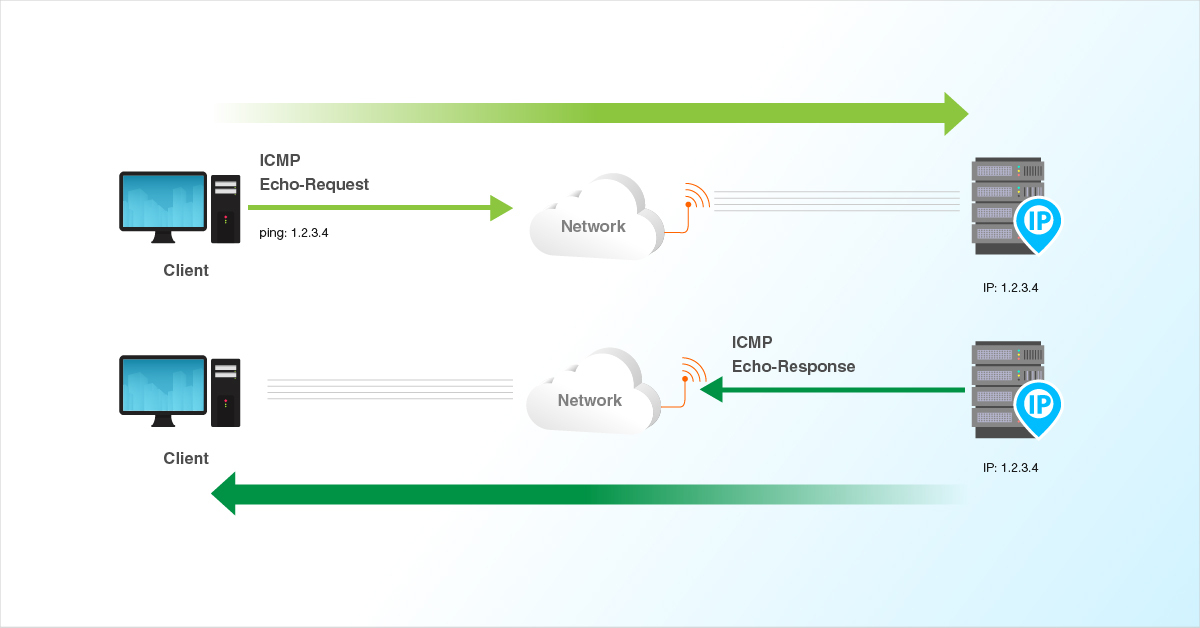 ICMP
Echo-Request
ping: 1.2.3.4
Client
Network
IP
IP: 1.2.3.4
ICMP
Echo-Response
Network
IP
Client
IP: 1.2.3.4